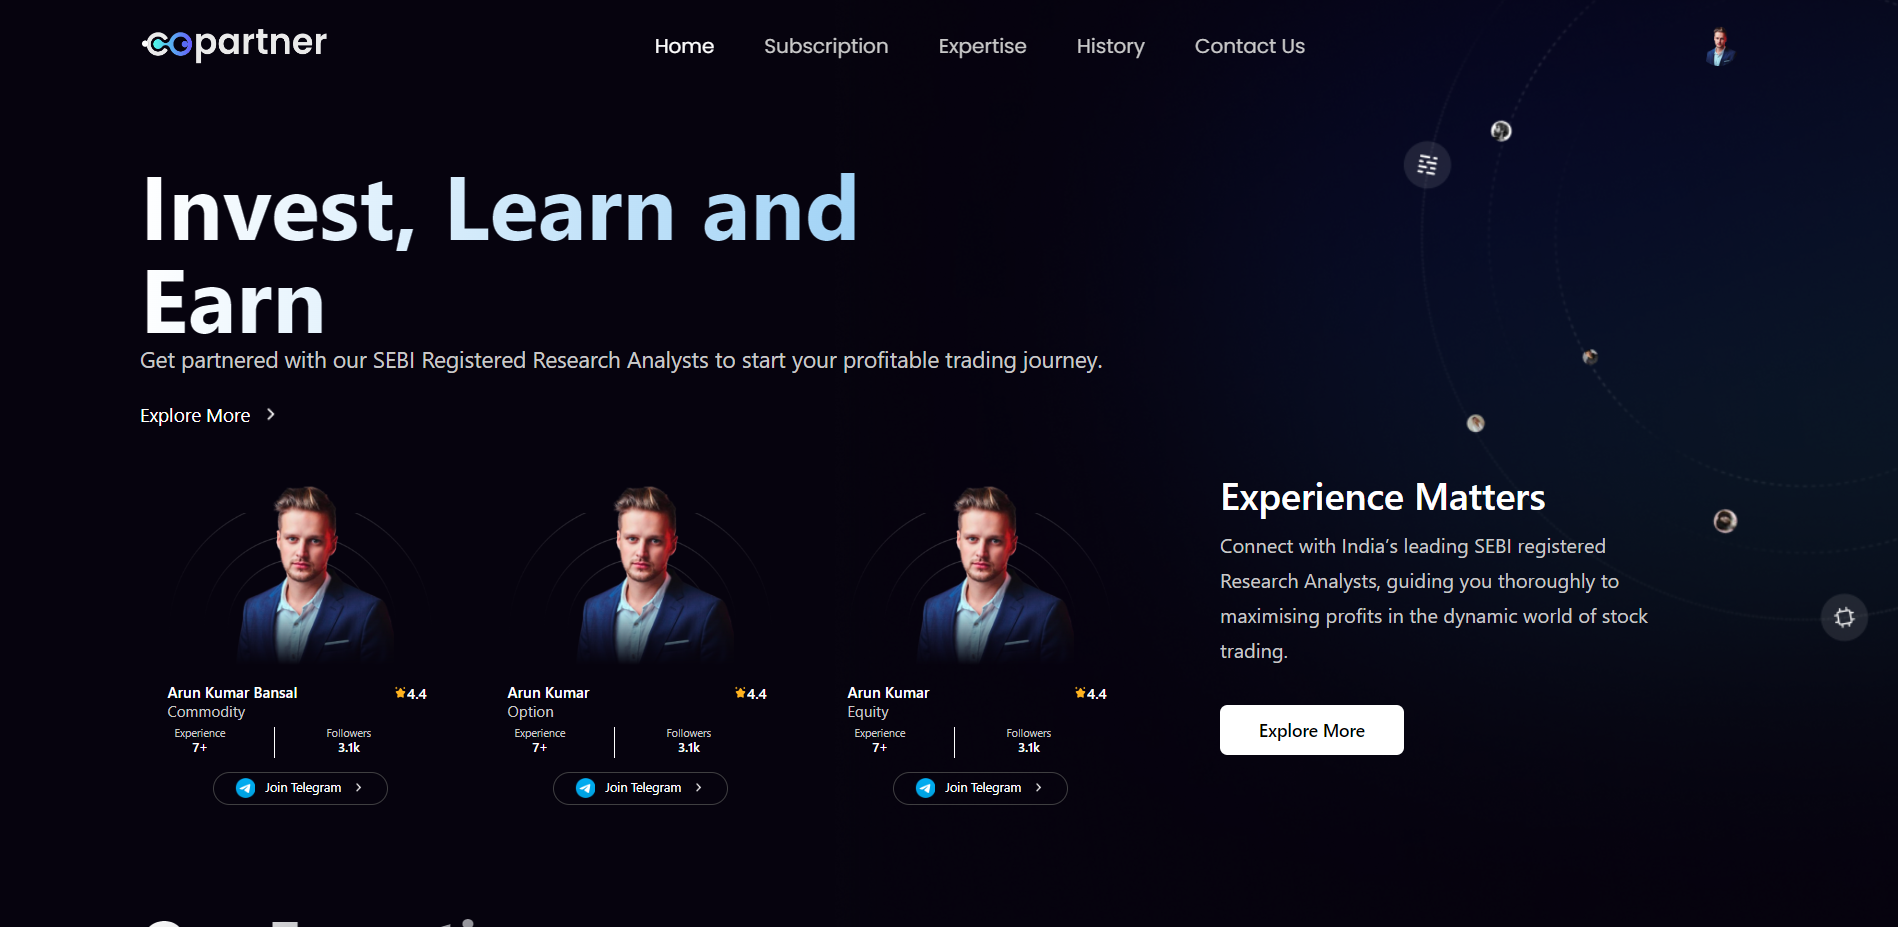 copartner
Home Subscription Expertise History Contact Us
Invest, Learn and
Earn
Get partnered with our SEBI Registered Research Analysts to start your profitable trading journey.
Explore More
Arun Kumar Bansal 4.4
Commodity
Experience Followers
7+ 3.1k
Join Telegram
Arun Kumar 4.4
Option
Experience Followers
7+ 3.1k
Join Telegram
Arun Kumar 4.4
Equity
Experience Followers
7+ 3.1k
Join Telegram
Experience Matters
Connect with India’s leading SEBI registered
Research Analysts, guiding you thoroughly to
maximising profits in the dynamic world of stock
trading.
Explore More